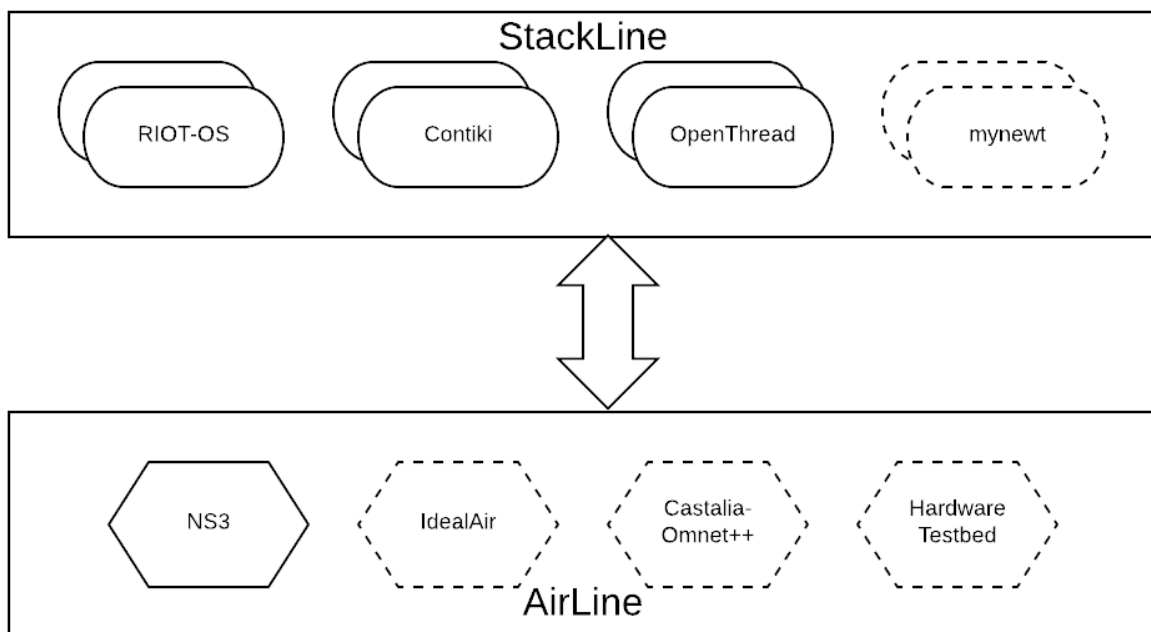 StackLine
RIOT-OS
Contiki
OpenThread
mynewt
NS3
IdealAir
Castalia-
Omnet++
Hardware
Testbed
AirLine